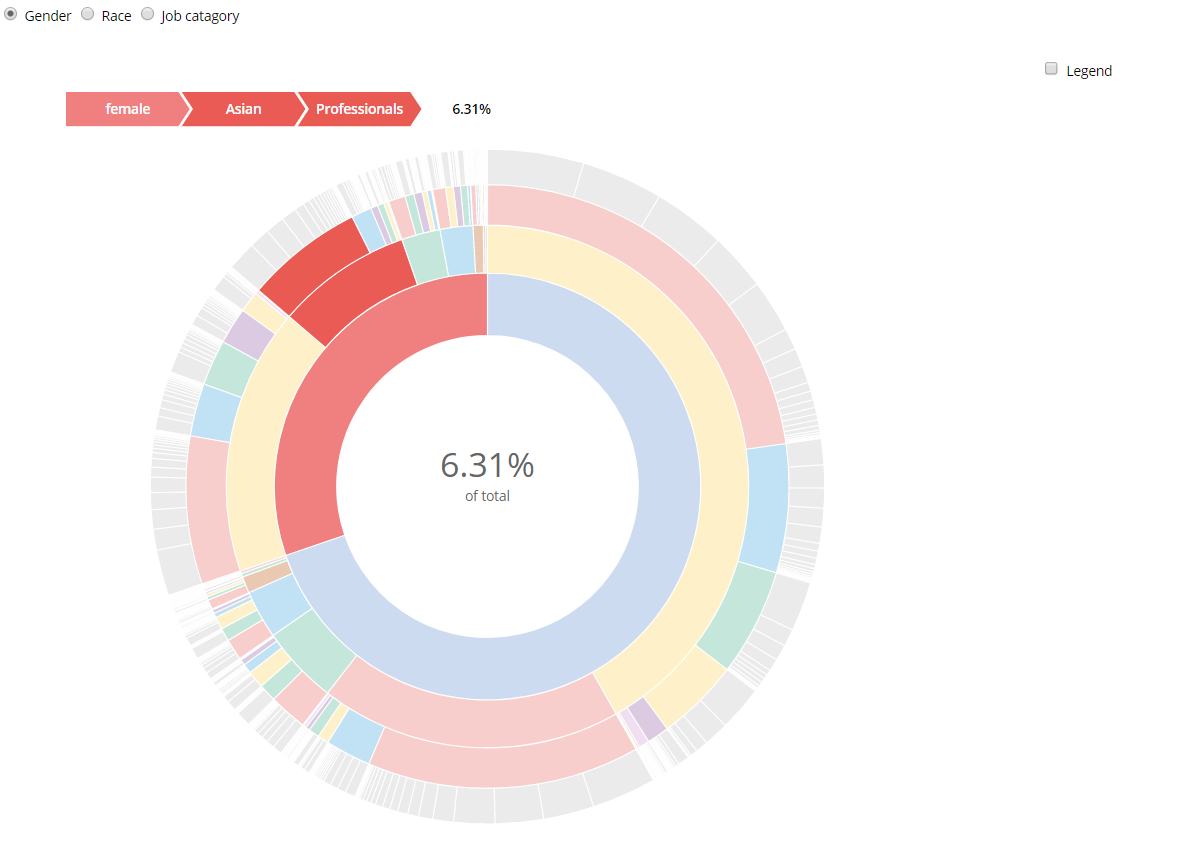 Gender Race Job catagory
Legend
female Asian Professionals 6.31%
6.31%
of total